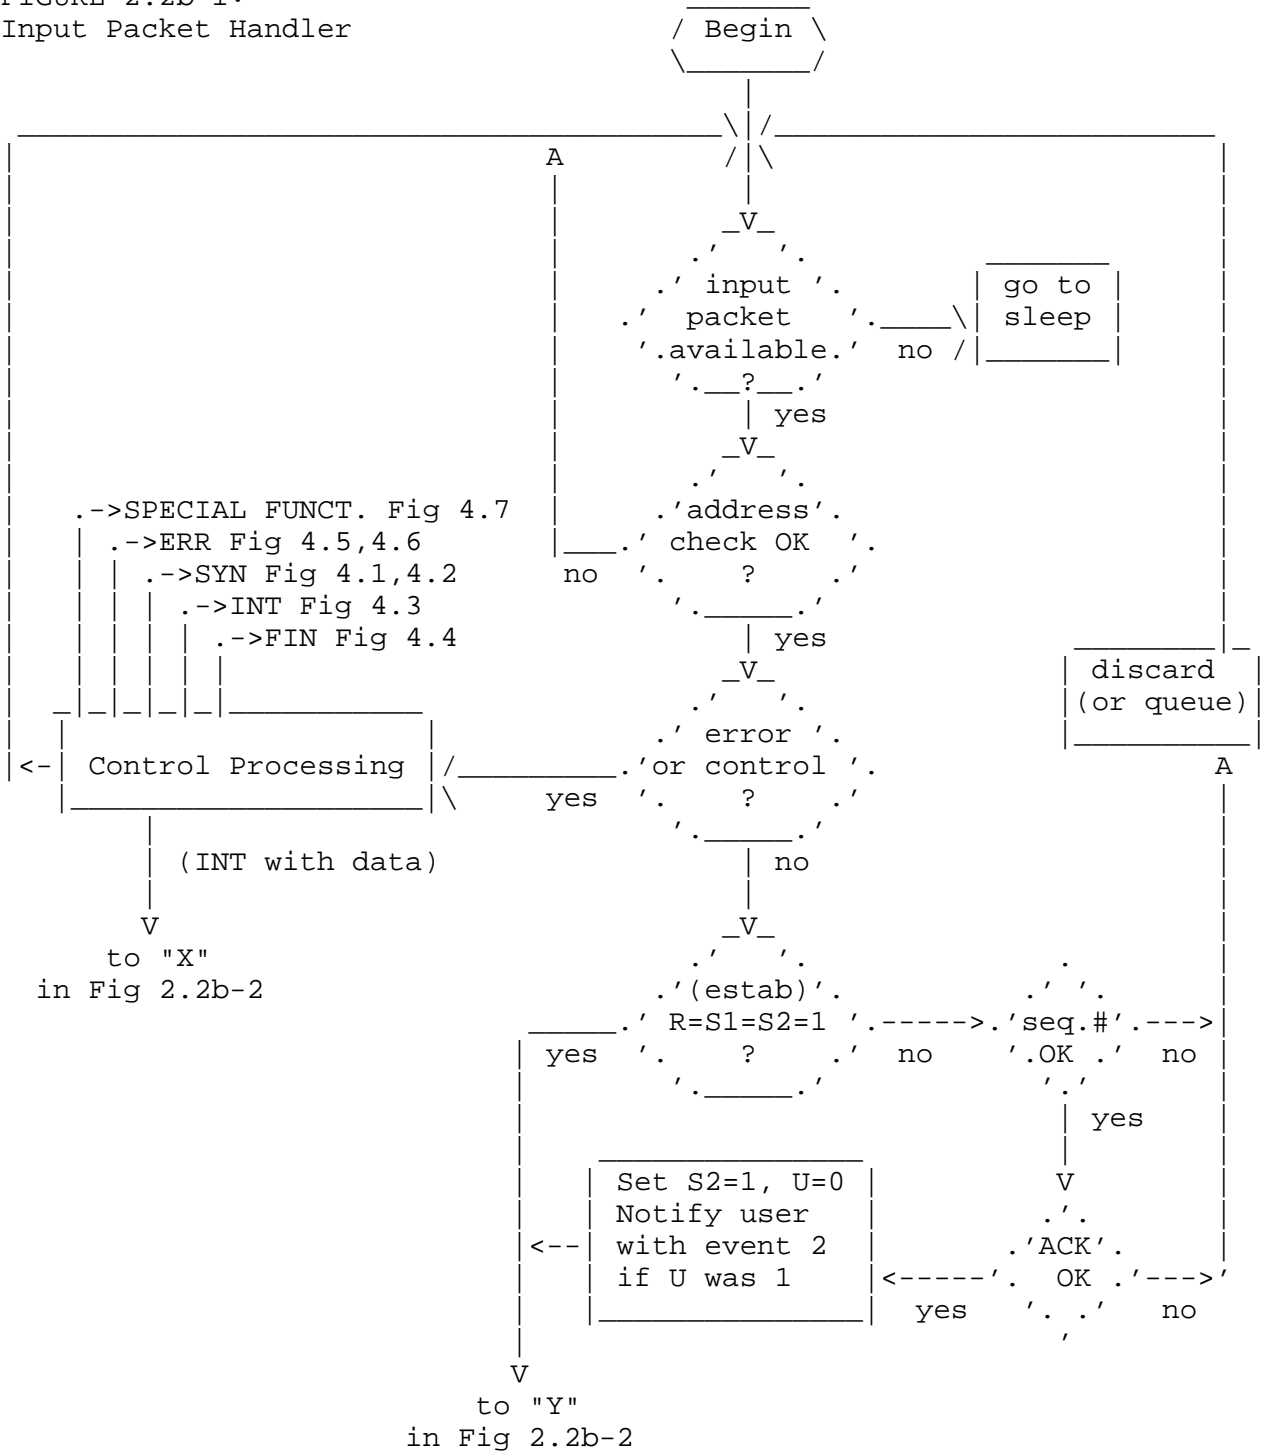 FIGURE 2.2b-1:
Input Packet Handler
Begin
A
input
packet
available
?
no
go to
sleep
yes
address
check OK
?
no
yes
.->SPECIAL FUNCT. Fig 4.7
.->ERR Fig 4.5,4.6
.->SYN Fig 4.1,4.2
.->INT Fig 4.3
.->FIN Fig 4.4
discard
(or queue)
A
error
or control
?
yes
Control Processing
no
(INT with data)
V
to "X"
in Fig 2.2b-2
(estab)
R=S1=S2=1
?
yes
no
seq.#
OK
no
yes
V
Set S2=1, U=0
Notify user
with event 2
if U was 1
ACK
OK
yes
no
V
to "Y"
in Fig 2.2b-2